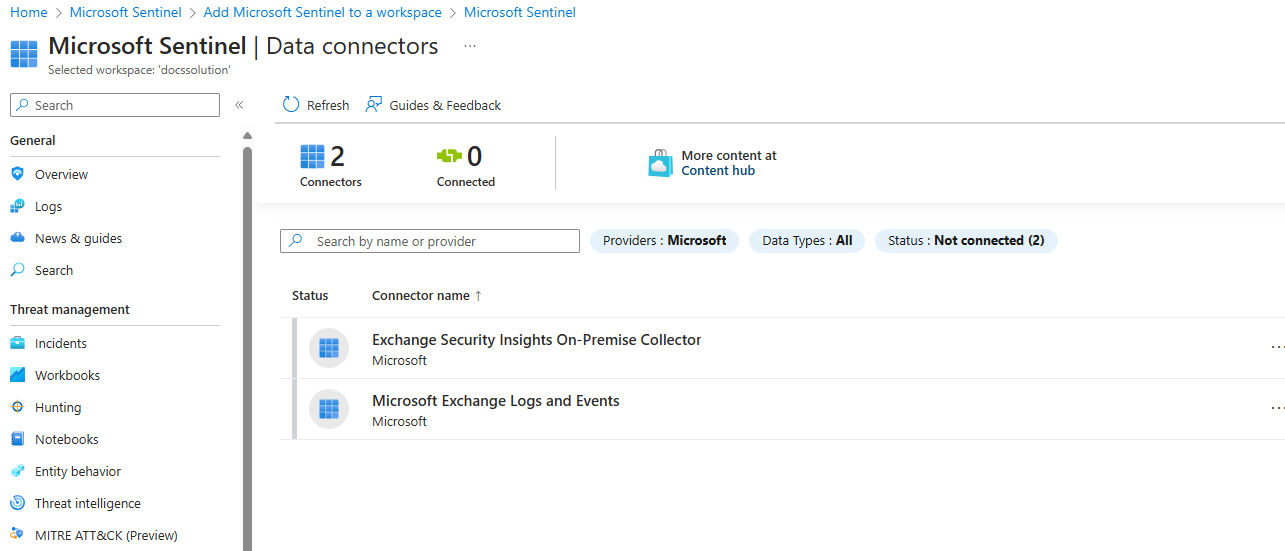 Home > Microsoft Sentinel > Add Microsoft Sentinel to a workspace > Microsoft Sentinel
Microsoft Sentinel | Data connectors ...
Selected workspace: 'docssolution'
Search
«
Refresh
Guides & Feedback
General
Overview
Logs
News & guides
Search
Threat management
Incidents
Workbooks
Hunting
Notebooks
Entity behavior
Threat intelligence
MITRE ATT&CK (Preview)
2
Connectors
0
Connected
More content at
Content hub
Search by name or provider
Providers : Microsoft
Data Types : All
Status : Not connected (2)
Status
Connector name ↑
Exchange Security Insights On-Premise Collector
Microsoft
...
Microsoft Exchange Logs and Events
Microsoft
...